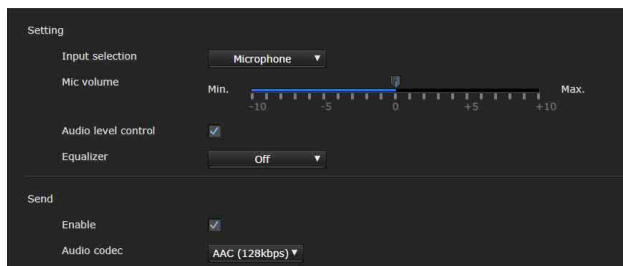 Setting
Input selection
Microphone ▼
Mic volume
Min.
Max.
-10 -5 0 +5 +10
Audio level control
Equalizer
Off ▼
Send
Enable
Audio codec
AAC (128kbps) ▼